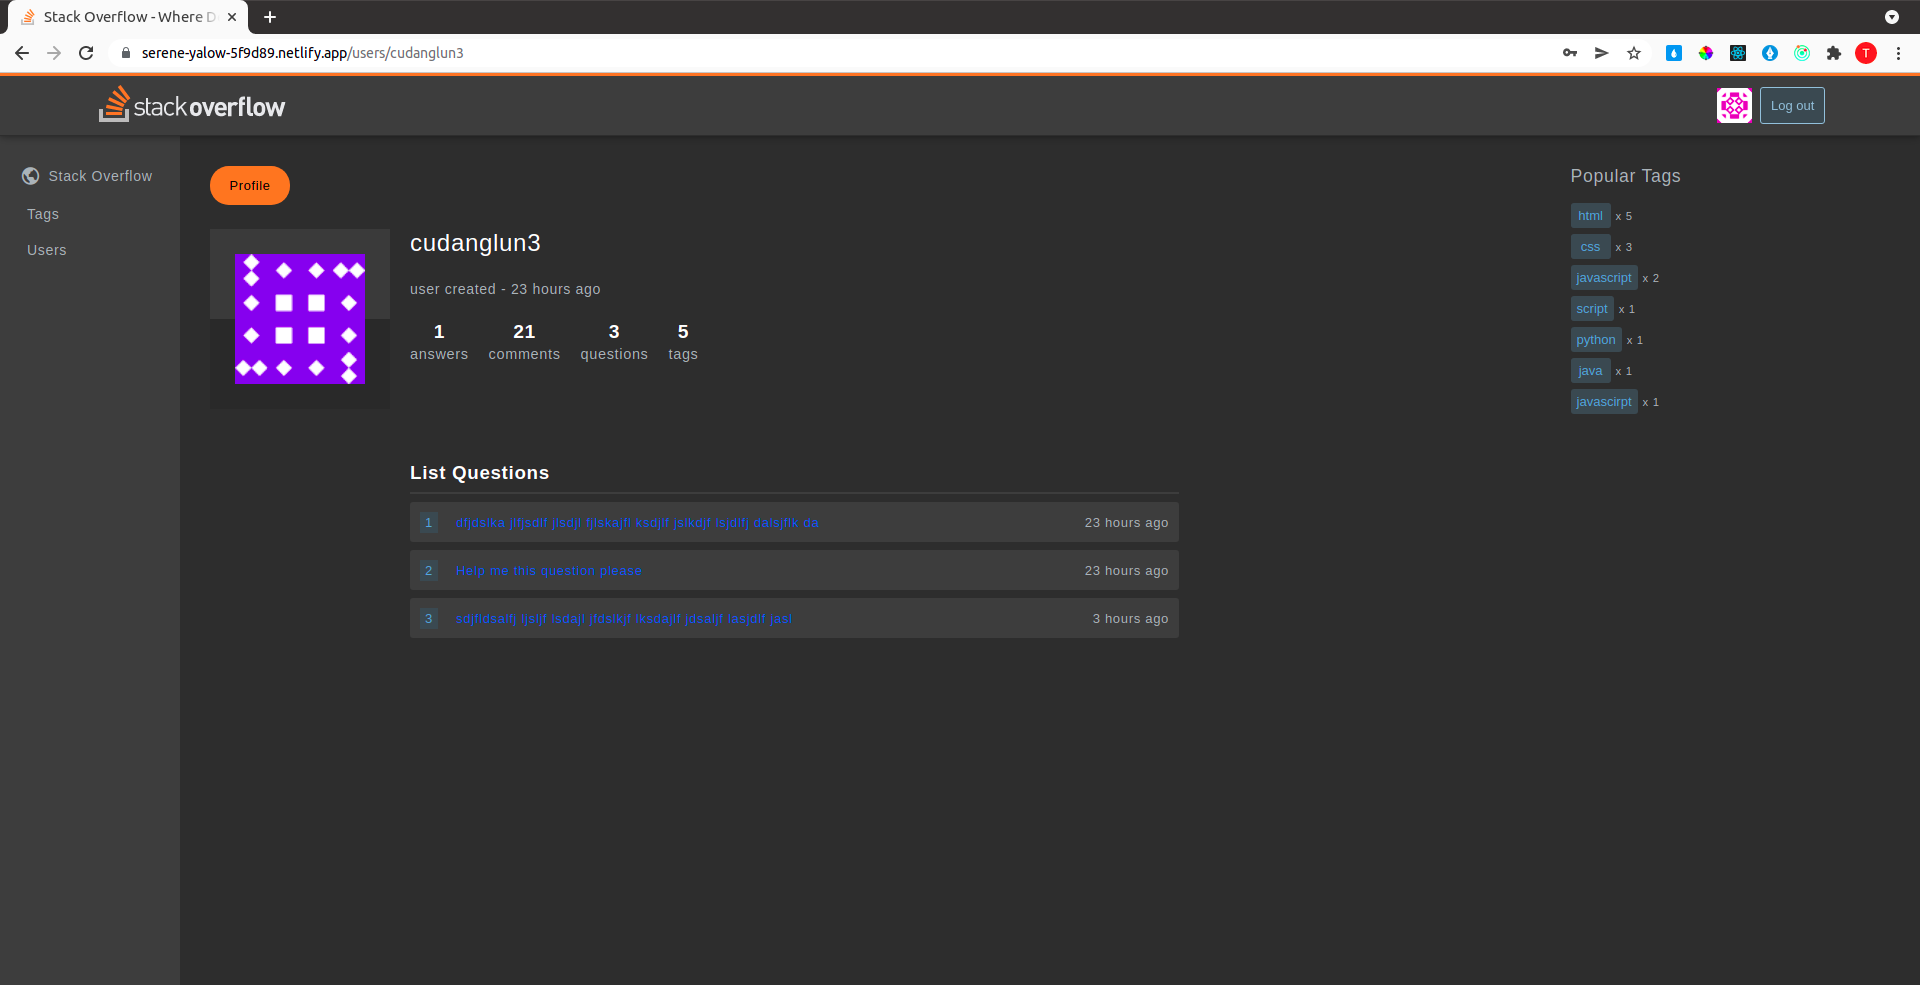 Stack Overflow - Where D
serene-yalow-5f9d89.netlify.app/users/cudanglun3
T
stackoverflow
Log out
Stack Overflow
Tags
Users
Profile
cudanglun3
user created - 23 hours ago
1 answers
21 comments
3 questions
5 tags
List Questions
1 dfjdslka jlfjsdlf jlsdjl fjlskajfl ksdjlf jslkdjf lsjdlfj dalsjflk da 23 hours ago
2 Help me this question please 23 hours ago
3 sdjfldsalfj ljsljf lsdajl jfdslkjf lksdajlf jdsaljf lasjdlf jasl 3 hours ago
Popular Tags
html x 5
css x 3
javascript x 2
script x 1
python x 1
java x 1
javascirpt x 1